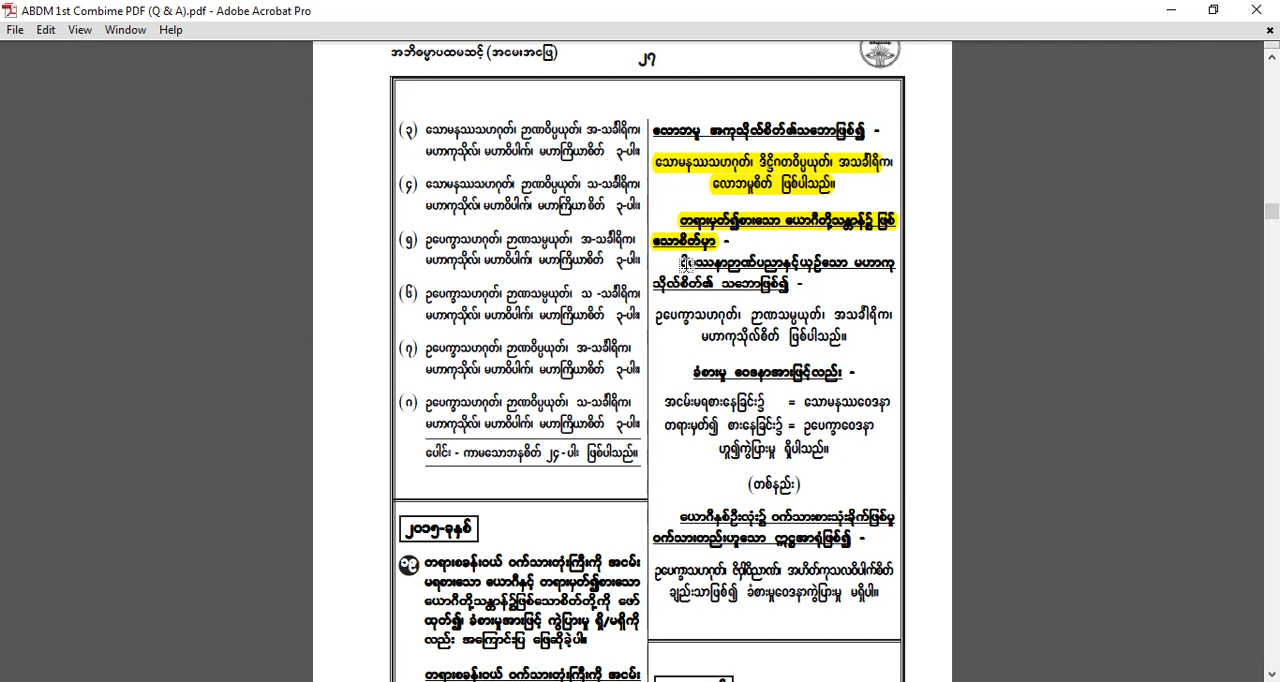 ABDM 1st Combime PDF (Q & A).pdf - Adobe Acrobat Pro
File Edit View Window Help
အဘိဓမ္မာပထမဆင့် (အမေးအဖြေ)
၂၇
(၃) သောမနဿသဟဂုတ်၊ ဉာဏဝိပ္ပယုတ်၊ အ-သင်္ခါရိက၊
မဟာကုသိုလ်၊ မဟာဝိပါက်၊ မဟာကြိယာစိတ် ၃-ပါး။
(၄) သောမနဿသဟဂုတ်၊ ဉာဏဝိပ္ပယုတ်၊ သ-သင်္ခါရိက၊
မဟာကုသိုလ်၊ မဟာဝိပါက်၊ မဟာကြိယာစိတ် ၃-ပါး။
(၅) ဥပေက္ခာသဟဂုတ်၊ ဉာဏသမ္ပယုတ်၊ အ-သင်္ခါရိက၊
မဟာကုသိုလ်၊ မဟာဝိပါက်၊ မဟာကြိယာစိတ် ၃-ပါး။
(၆) ဥပေက္ခာသဟဂုတ်၊ ဉာဏသမ္ပယုတ်၊ သ -သင်္ခါရိက၊
မဟာကုသိုလ်၊ မဟာဝိပါက်၊ မဟာကြိယာစိတ် ၃-ပါး။
(၇) ဥပေက္ခာသဟဂုတ်၊ ဉာဏဝိပ္ပယုတ်၊ အ-သင်္ခါရိက၊
မဟာကုသိုလ်၊ မဟာဝိပါက်၊ မဟာကြိယာစိတ် ၃-ပါး။
(၈) ဥပေက္ခာသဟဂုတ်၊ ဉာဏဝိပ္ပယုတ်၊ သ-သင်္ခါရိက၊
မဟာကုသိုလ်၊ မဟာဝိပါက်၊ မဟာကြိယာစိတ် ၃-ပါး။
ပေါင်း - ကာမသောဘနစိတ် ၂၄-ပါး ဖြစ်ပါသည်။
၂၀၁၅-ခုနှစ်
၁၉ တရားစခန်းဝယ် ဝက်သားတုံးကြီးကို အငမ်း
မရစားသော ယောဂီနှင့် တရားမှတ်၍စားသော
ယောဂီတို့သန္တာန်၌ဖြစ်သောစိတ်တို့ကို ဖော်
ထုတ်၍၊ ခံစားမှုအားဖြင့် ကွဲပြားမှု ရှိ/မရှိကို
လည်း အကြောင်းပြ ဖြေဆိုခဲ့ပါ။
တရားစခန်းဝယ် ဝက်သားတုံးကြီးကို အငမ်း
လောဘမူ အကုသိုလ်စိတ်၏သဘောဖြစ်၍ -
သောမနဿသဟဂုတ်၊ ဒိဋ္ဌိဂတဝိပ္ပယုတ်၊ အသင်္ခါရိက၊
လောဘမူစိတ် ဖြစ်ပါသည်။
တရားမှတ်၍စားသော ယောဂီတို့သန္တာန်၌ ဖြစ်
သောစိတ်မှာ -
ဝိပဿနာဉာဏ်ပညာနှင့်ယှဉ်သော မဟာကု
သိုလ်စိတ်၏ သဘောဖြစ်၍ -
ဥပေက္ခာသဟဂုတ်၊ ဉာဏသမ္ပယုတ်၊ အသင်္ခါရိက၊
မဟာကုသိုလ်စိတ် ဖြစ်ပါသည်။
ခံစားမှု ဝေဒနာအားဖြင့်လည်း -
အငမ်းမရစားနေခြင်း၌ = သောမနဿဝေဒနာ
တရားမှတ်၍ စားနေခြင်း၌ = ဥပေက္ခာဝေဒနာ
ဟူ၍ကွဲပြားမှု ရှိပါသည်။
(တစ်နည်း)
ယောဂီနှစ်ဦးလုံး၌ ဝက်သားစားသုံးခိုက်ဖြစ်မှု
ဝက်သားတည်းဟူသော ဣဋ္ဌအာရုံဖြစ်၍ -
ဥပေက္ခာသဟဂုဏ်၊ ဇိဝှါဝိညာဏ်၊ အဟိတ်ကုသလဝိပါက်စိတ်
ချည်းသာဖြစ်၍ ခံစားမှုဝေဒနာကွဲပြားမှု မရှိပါ။